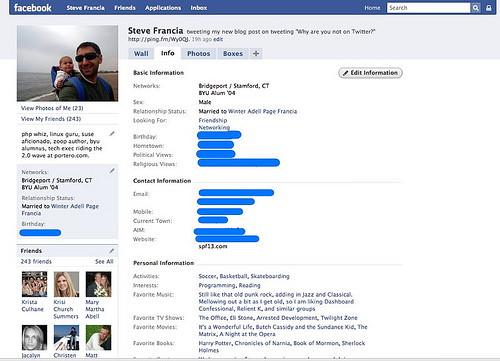 facebook Steve Francia Friends Applications Inbox Home Search
Steve Francia tweeting my new blog post on tweeting "Why are you not on Twitter?"
http://ping.fm/Wy0QJ. 19h ago edit
Wall Info Photos Boxes +
Basic Information Edit Information
Networks: Bridgeport / Stamford, CT
BYU Alum '04
Sex: Male
Relationship Status: Married to Winter Adell Page Francia
Looking For: Friendship
Networking
Birthday:
Hometown:
Political Views:
Religious Views:
Contact Information
Email:
Mobile:
Current Town:
AIM:
Website:
spf13.com
Personal Information
Activities: Soccer, Basketball, Skateboarding
Interests: Programming, Reading
Favorite Music: Still like that old punk rock, adding in Jazz and Classical.
Mellowing out a bit as I get old, so I am liking Dashboard
Confessional, Relient K, and similar groups
Favorite TV Shows: The Office, Eli Stone, Arrested Development, Twilight Zone
Favorite Movies: It's a Wonderful Life, Butch Cassidy and the Sundance Kid, The
Matrix, A Night at the Opera
Favorite Books: Harry Potter, Chronicles of Narnia, Book of Mormon, Sherlock
Holmes
View Photos of Me (23)
View My Friends (243)
php whiz, linux guru, suse
aficionado, zoop author, byu
alumnus, tech exec riding the
2.0 wave at portero.com.
Networks:
Bridgeport / Stamford, CT
BYU Alum '04
Relationship Status:
Married to Winter Adell Page
Francia
Birthday:
Friends
243 friends See All
Krista
Culhane
Krisi
Church
Summers
Mary
Martha
Abell
Jacalyn
Christen
Matt